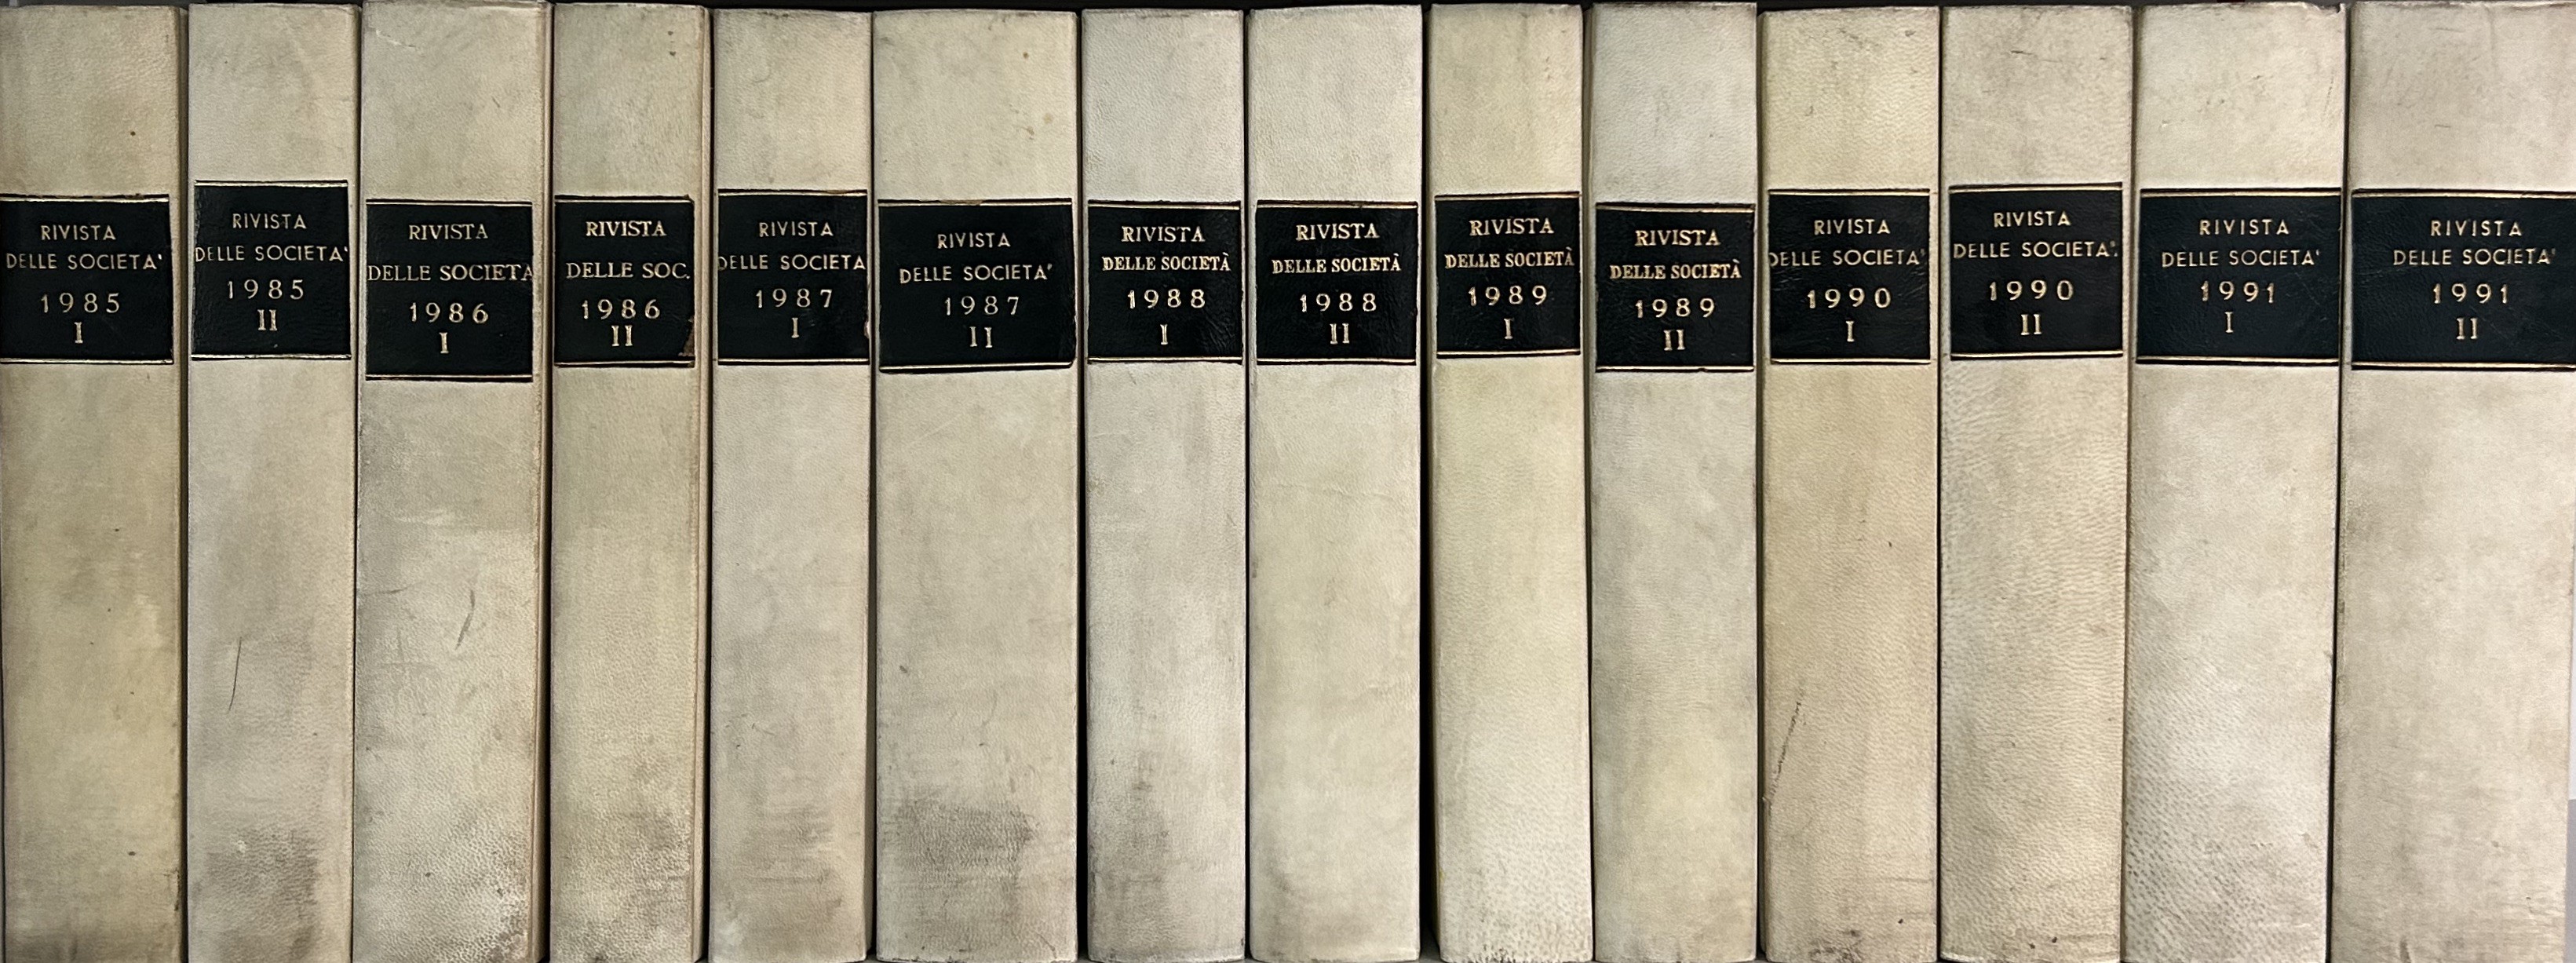 RIVISTA
DELLE SOCIETA'
1985
I
RIVISTA
DELLE SOCIETA'
1985
II
RIVISTA
DELLE SOCIETA
1986
I
RIVISTA
DELLE SOC.
1986
II
RIVISTA
DELLE SOCIETA
1987
I
RIVISTA
DELLE SOCIETA'
1987
II
RIVISTA
DELLE SOCIETÀ
1988
I
RIVISTA
DELLE SOCIETÀ
1988
II
RIVISTA
DELLE SOCIETÀ
1989
I
RIVISTA
DELLE SOCIETÀ
1989
II
RIVISTA
DELLE SOCIETA'
1990
I
RIVISTA
DELLE SOCIETA'
1990
II
RIVISTA
DELLE SOCIETA'
1991
I
RIVISTA
DELLE SOCIETA'
1991
II